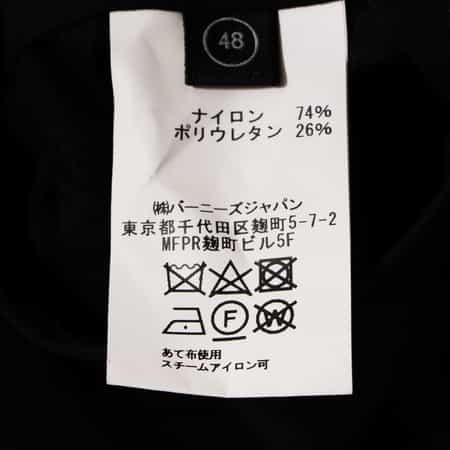 48
ナイロン 74%
ポリウレタン 26%
㈱バーニーズジャパン
東京都千代田区麹町5-7-2
MFPR麹町ビル5F
F
W
あて布使用
スチームアイロン可